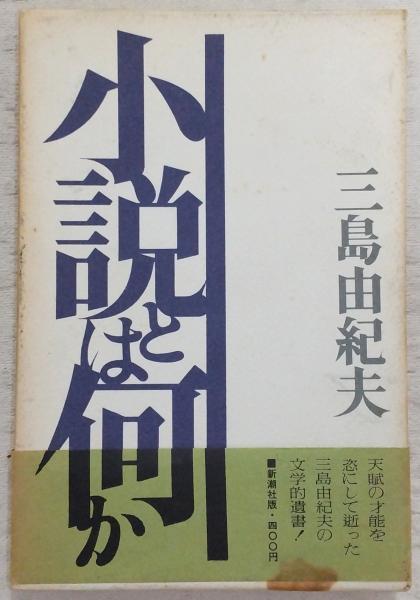 三島由紀夫
小説とは何か
天賦の才能を
恣にして逝った
三島由紀夫の
文学的遺書！
■新潮社版・四〇〇円